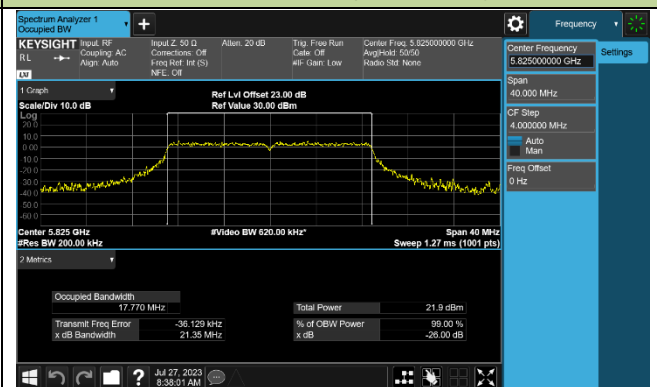 Spectrum Analyzer 1
Occupied BW
Frequency
KEYSIGHT
RL
LXI
Input: RF
Coupling: AC
Align: Auto
Input Z: 50 Ω
Corrections: Off
Freq Ref: Int (S)
NFE: Off
Atten: 20 dB
Trig: Free Run
Gate: Off
#IF Gain: Low
Center Freq: 5.825000000 GHz
Avg|Hold: 50/50
Radio Std: None
Center Frequency
5.825000000 GHz
Settings
Span
40.000 MHz
CF Step
4.000000 MHz
Auto
Man
Freq Offset
0 Hz
1 Graph
Scale/Div 10.0 dB
Ref Lvl Offset 23.00 dB
Ref Value 30.00 dBm
Log
20.0
10.0
0.00
-10.0
-20.0
-30.0
-40.0
-50.0
-60.0
Center 5.825 GHz
#Res BW 200.00 kHz
#Video BW 620.00 kHz*
Span 40 MHz
Sweep 1.27 ms (1001 pts)
2 Metrics
Occupied Bandwidth
17.770 MHz
Total Power 21.9 dBm
Transmit Freq Error -36.129 kHz
% of OBW Power 99.00 %
x dB Bandwidth 21.35 MHz
x dB -26.00 dB
?
Jul 27, 2023
8:38:01 AM